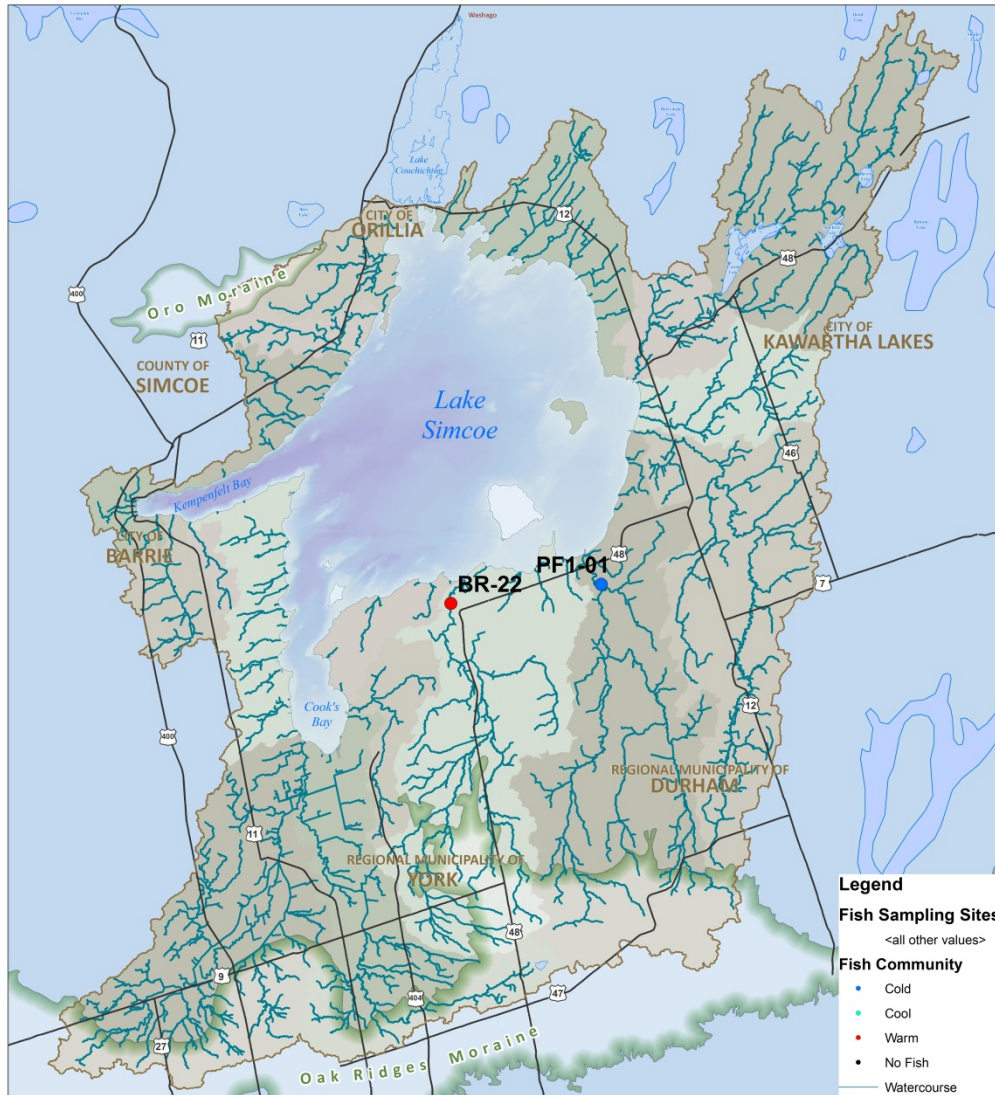 Washago
Lake
Couchiching
CITY OF
ORILLIA
12
Oro Moraine
400
11
COUNTY OF
SIMCOE
48
CITY OF
KAWARTHA LAKES
Lake
Simcoe
46
Kempenfelt Bay
CITY OF
BARRIE
48
PF1-01
BR-22
7
Cook's
Bay
12
400
REGIONAL MUNICIPALITY OF
DURHAM
11
REGIONAL MUNICIPALITY OF
YORK
48
9
404
47
27
Oak Ridges Moraine
Legend
Fish Sampling Sites
<all other values>
Fish Community
Cold
Cool
Warm
No Fish
Watercourse